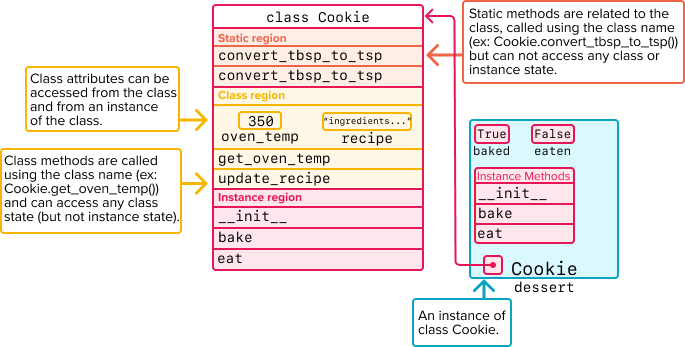 class Cookie
Static region
convert_tbsp_to_tsp
convert_tbsp_to_tsp
Class region
350
"ingredients..."
oven_temp
recipe
get_oven_temp
update_recipe
Instance region
__init__
bake
eat
Class attributes can be
accessed from the class
and from an instance
of the class.
Class methods are called
using the class name (ex:
Cookie.get_oven_temp())
and can access any class
state (but not instance state).
Static methods are related to the
class, called using the class name
(ex: Cookie.convert_tbsp_to_tsp())
but can not access any class or
instance state.
True
False
baked
eaten
Instance Methods
__init__
bake
eat
Cookie
dessert
An instance of
class Cookie.